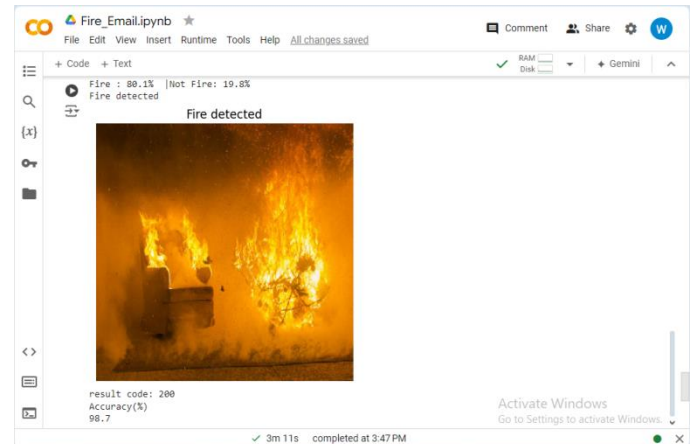 Fire_Email.ipynb
Comment
Share
W
File Edit View Insert Runtime Tools Help All changes saved
+ Code + Text
RAM
Disk
Gemini
Fire : 80.1% |Not Fire: 19.8%
Fire detected
Fire detected
{x}
result code: 200
Accuracy(%)
98.7
Activate Windows
Go to Settings to activate Windows.
3m 11s completed at 3:47 PM